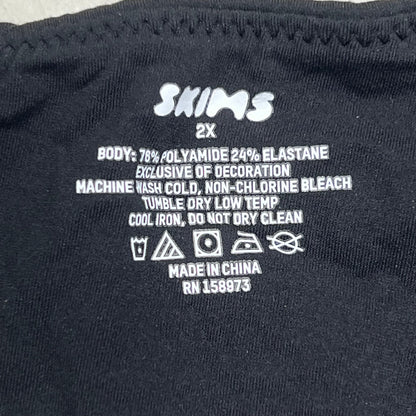 SKIMS
2X
BODY: 78% POLYAMIDE 24% ELASTANE
EXCLUSIVE OF DECORATION
MACHINE WASH COLD, NON-CHLORINE BLEACH
TUMBLE DRY LOW TEMP
COOL IRON, DO NOT DRY CLEAN
MADE IN CHINA
RN 158973